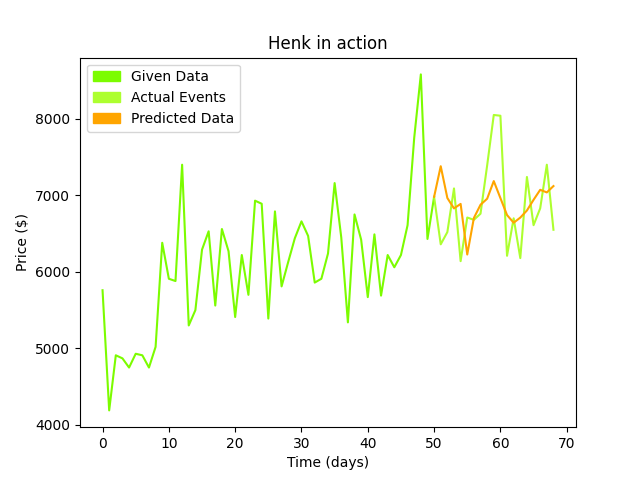 Henk in action
Given Data
Actual Events
Predicted Data
Price ($)
8000
7000
6000
5000
4000
0 10 20 30 40 50 60 70
Time (days)